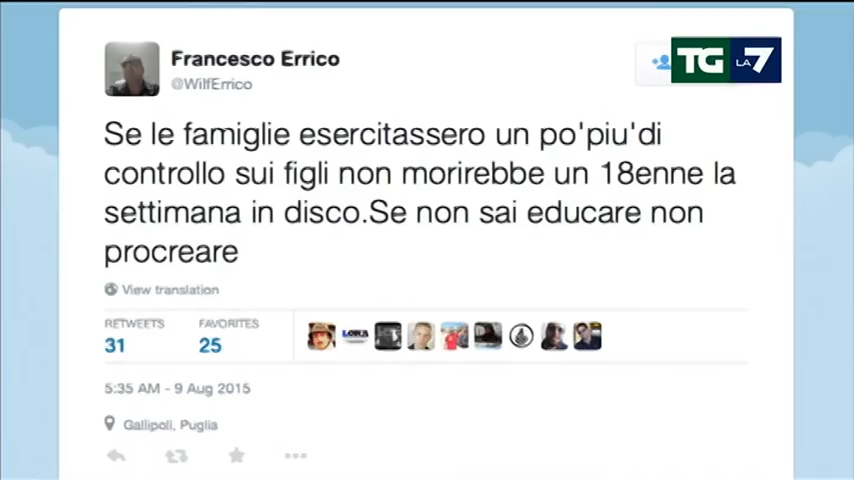 Francesco Errico
@WilfErrico
TG LA 7
Se le famiglie esercitassero un po'piu'di
controllo sui figli non morirebbe un 18enne la
settimana in disco.Se non sai educare non
procreare
View translation
RETWEETS FAVORITES
31 25
5:35 AM - 9 Aug 2015
Gallipoli, Puglia